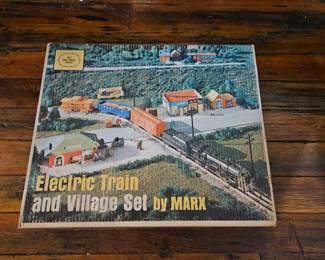 Electric Train
and Village Set by MARX